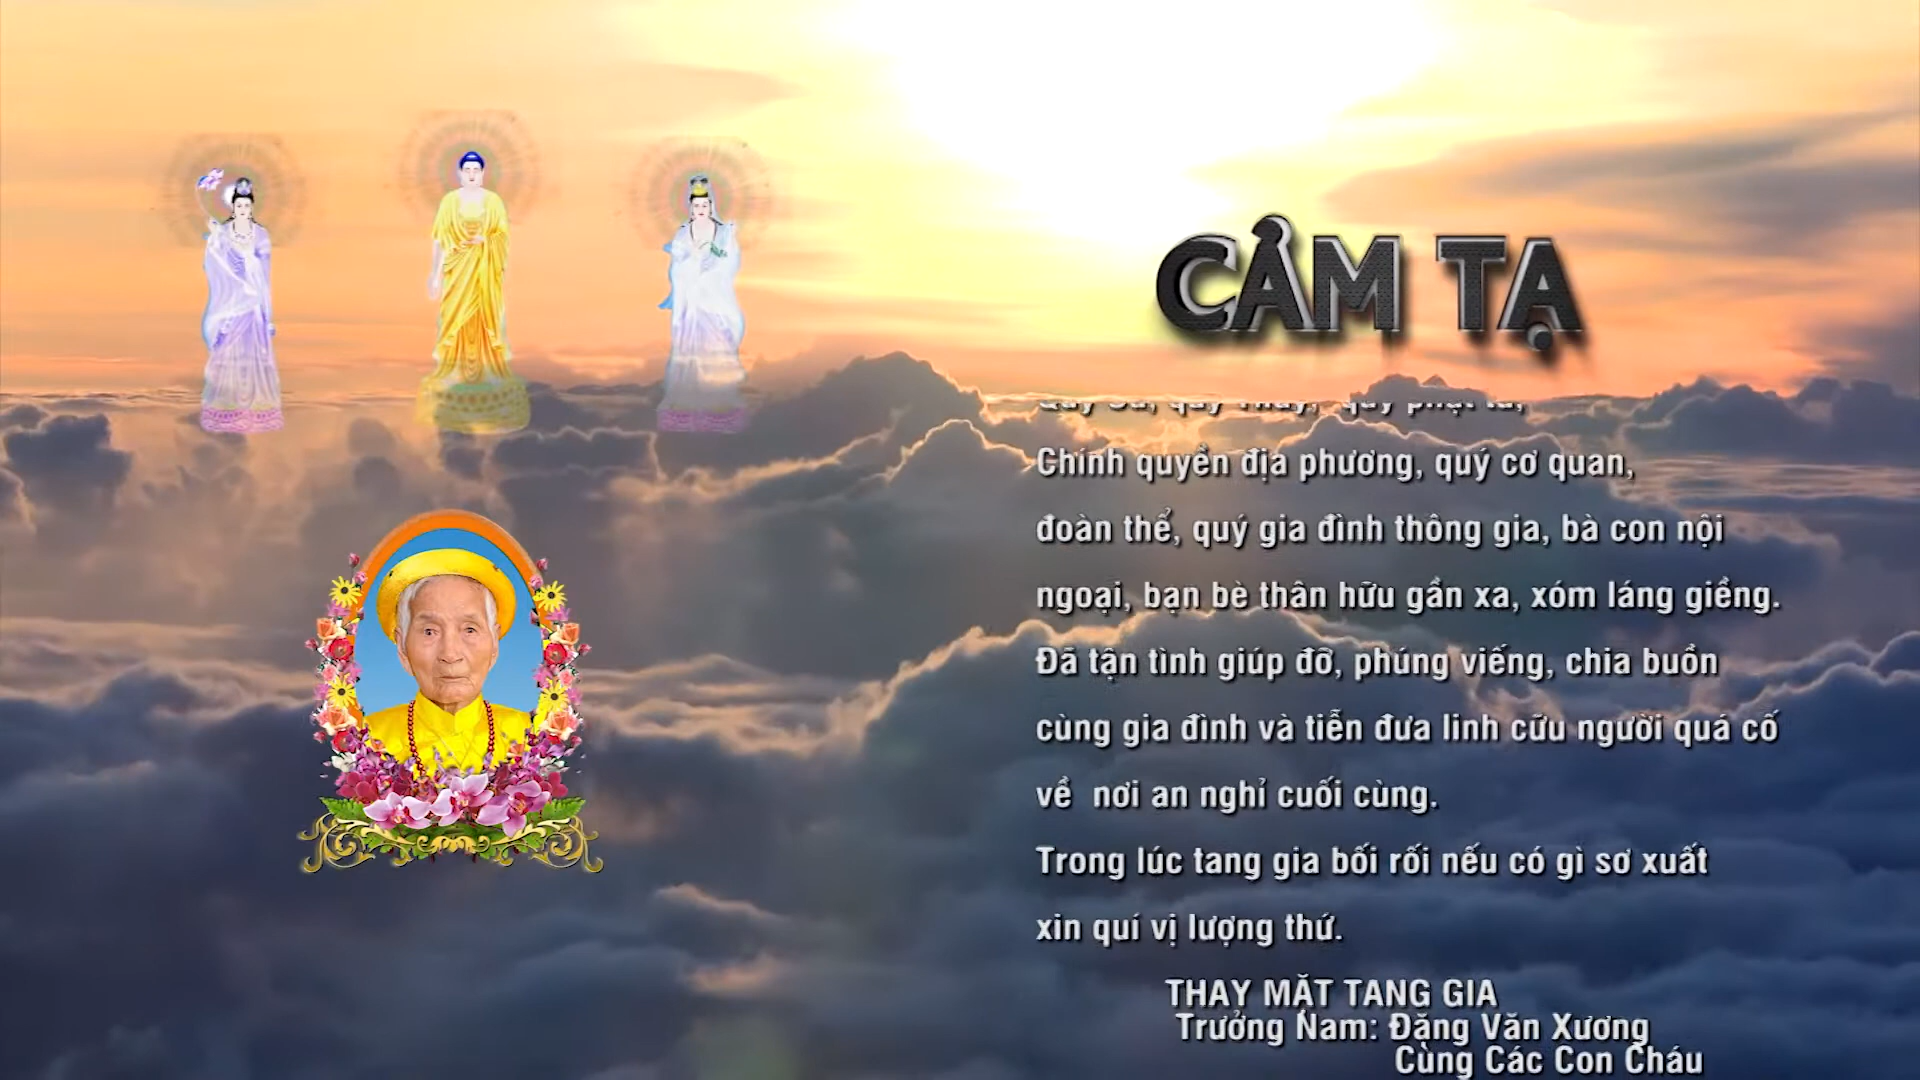 CẢM TẠ
Chính quyền địa phương, quý cơ quan,
đoàn thể, quý gia đình thông gia, bà con nội
ngoại, bạn bè thân hữu gần xa, xóm láng giềng.
Đã tận tình giúp đỡ, phúng viếng, chia buồn
cùng gia đình và tiễn đưa linh cữu người quá cố
về nơi an nghỉ cuối cùng.
Trong lúc tang gia bối rối nếu có gì sơ xuất
xin quí vị lượng thứ.
THAY MẶT TANG GIA
Trưởng Nam: Đặng Văn Xương
Cùng Các Con Cháu